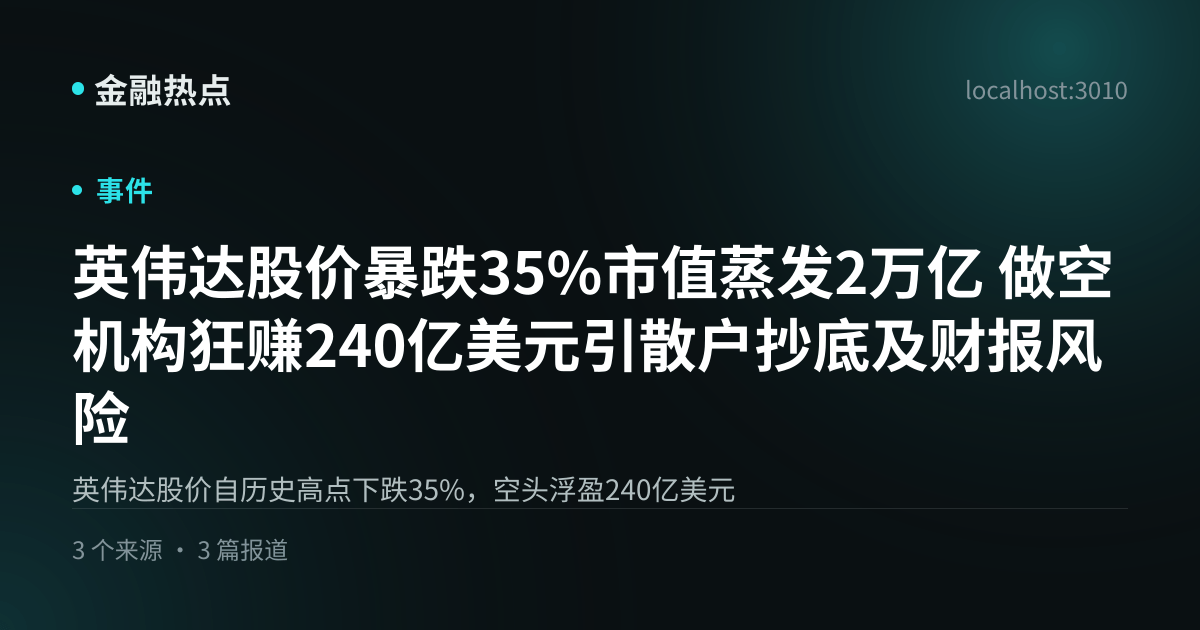 金融热点
localhost:3010
事件
英伟达股价暴跌35%市值蒸发2万亿 做空
机构狂赚240亿美元引散户抄底及财报风
险
英伟达股价自历史高点下跌35%，空头浮盈240亿美元
3 个来源 · 3 篇报道